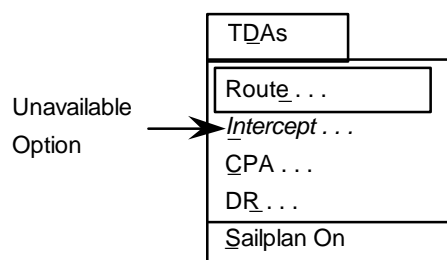 TDAs
Route . . .
Unavailable
Option
Intercept . . .
CPA . . .
DR . . .
Sailplan On